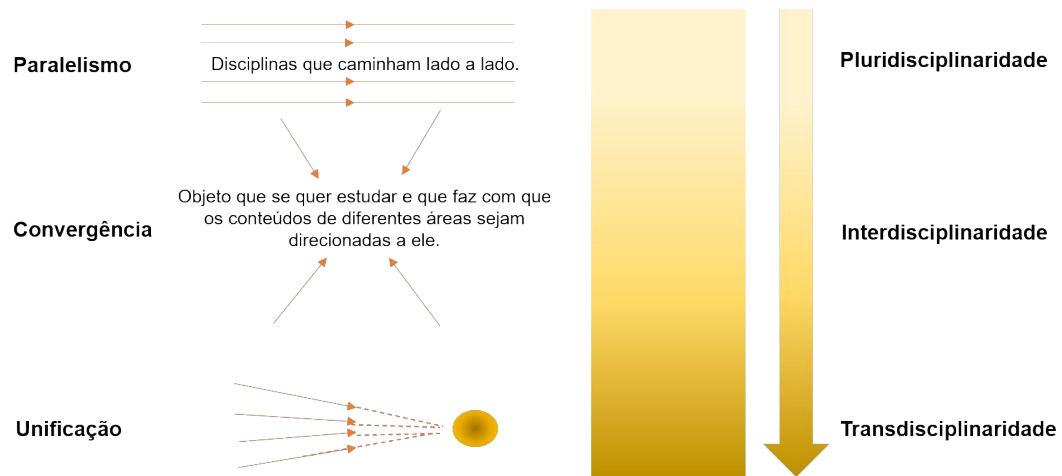 Paralelismo
Disciplinas que caminham lado a lado.
Pluridisciplinaridade
Convergência
Objeto que se quer estudar e que faz com que
os conteúdos de diferentes áreas sejam
direcionadas a ele.
Interdisciplinaridade
Unificação
Transdisciplinaridade